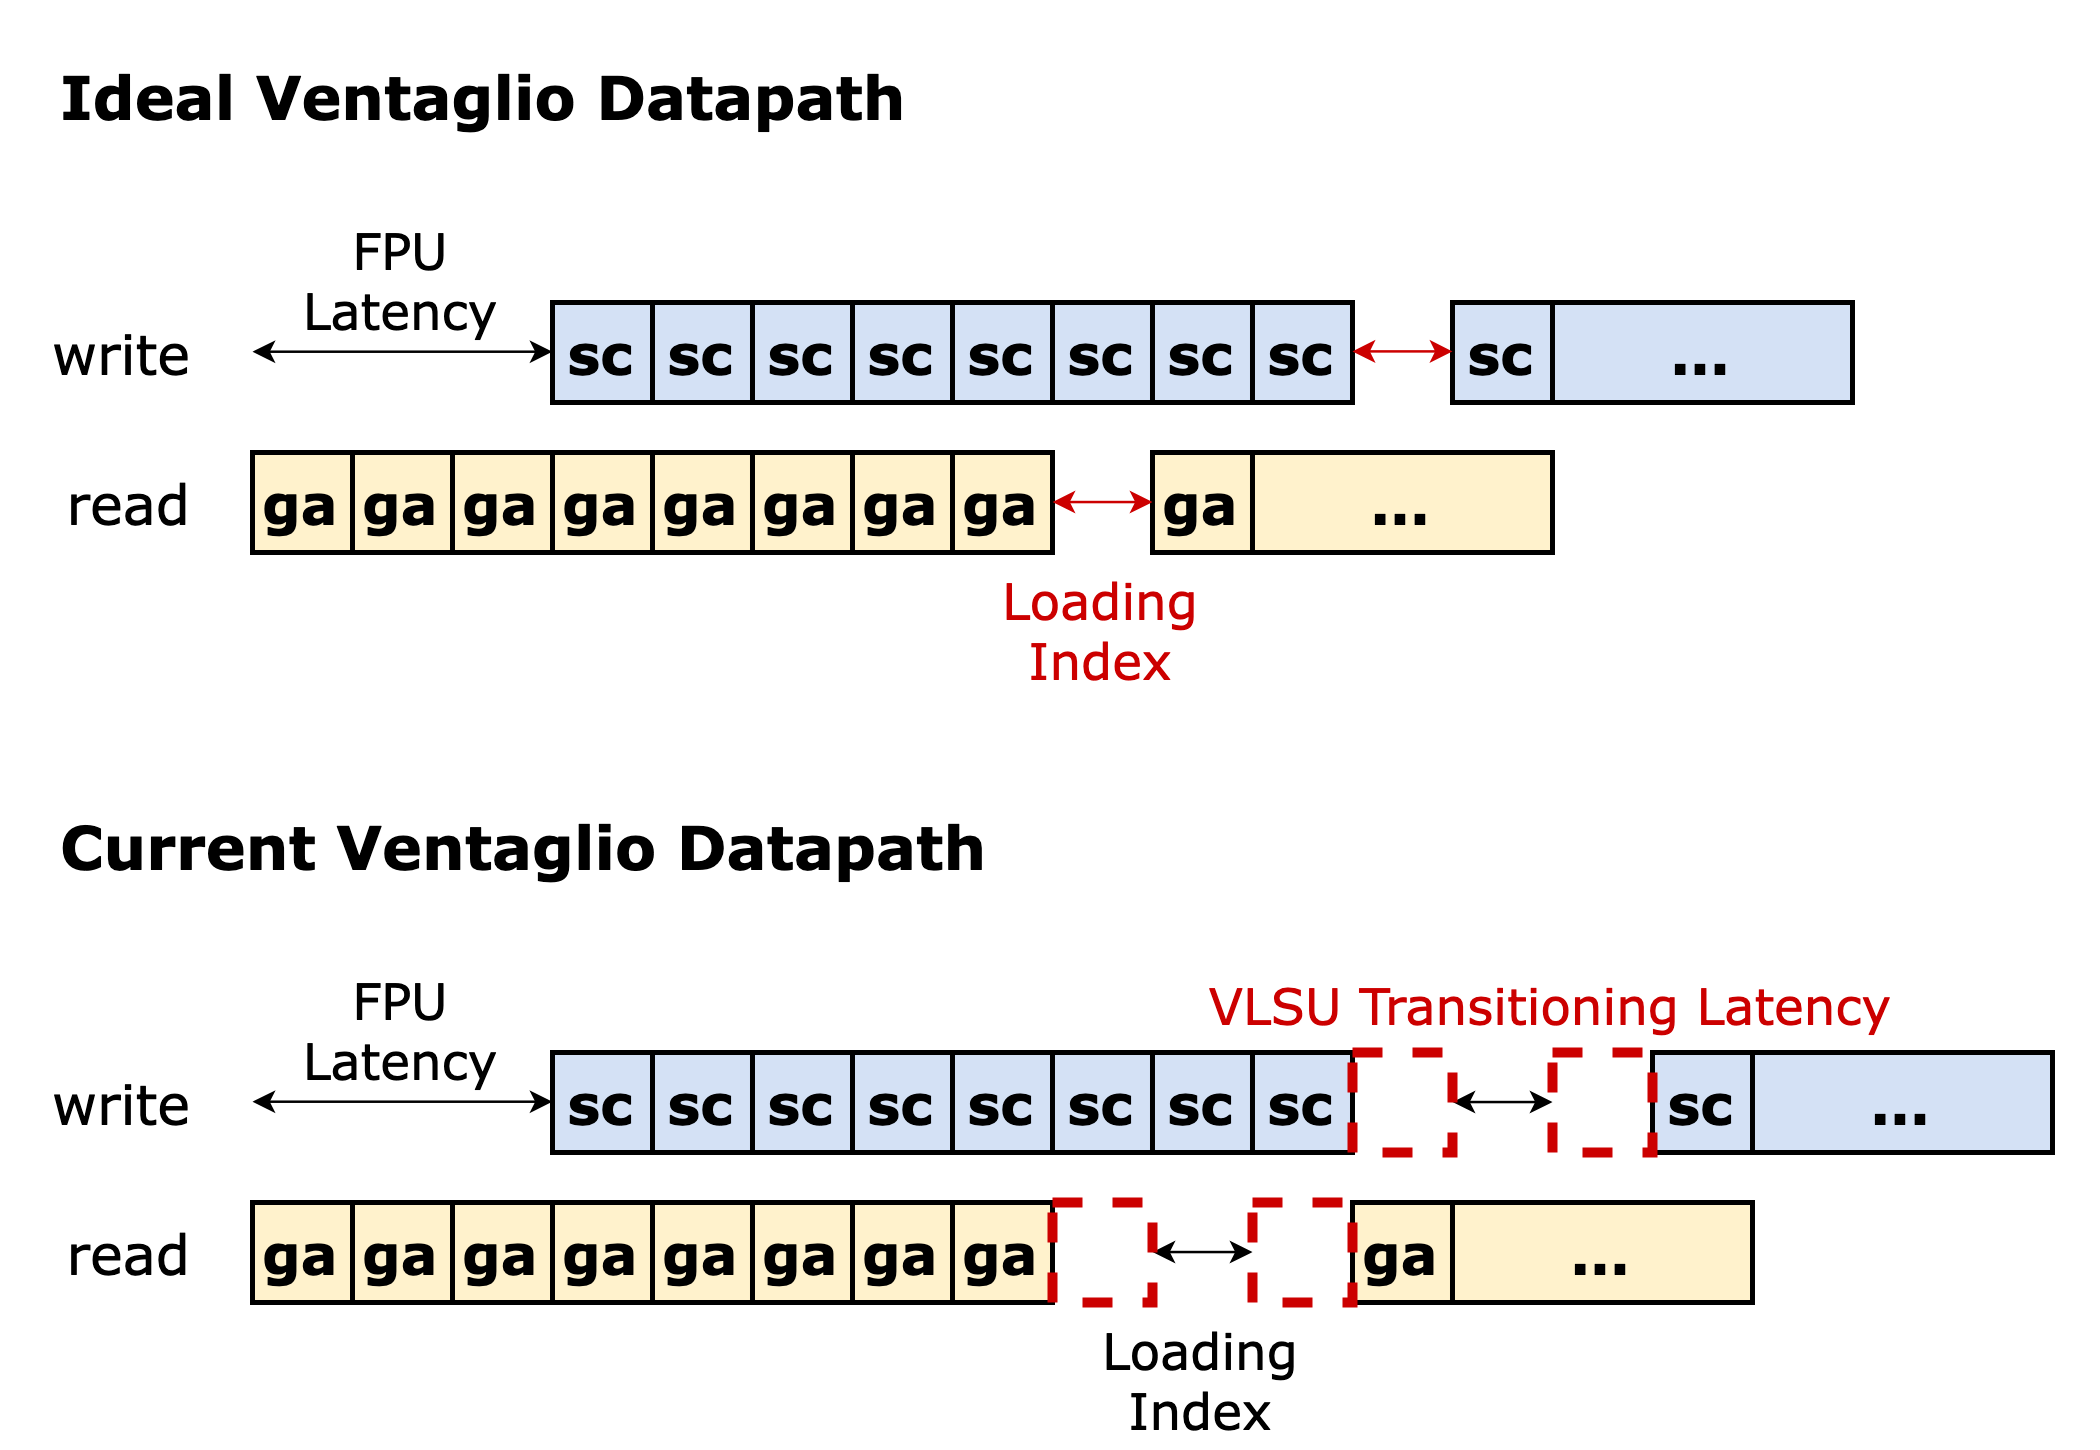 Ideal Ventaglio Datapath
FPU
Latency
write
sc sc sc sc sc sc sc sc sc ...
read
ga ga ga ga ga ga ga ga ga ...
Loading
Index
Current Ventaglio Datapath
FPU
Latency
VLSU Transitioning Latency
write
sc sc sc sc sc sc sc sc sc ...
read
ga ga ga ga ga ga ga ga ga ...
Loading
Index